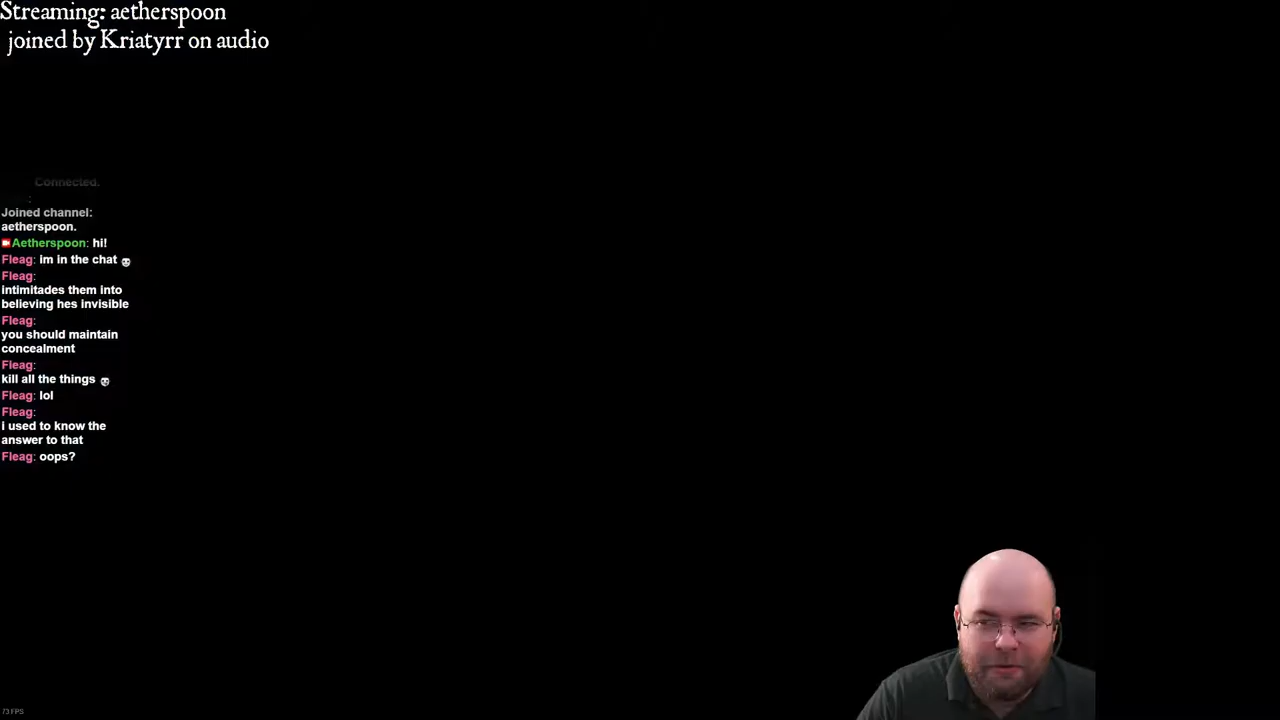 Streaming: aetherspoon
joined by Kriatyrr on audio
Connected.
:
Joined channel:
aetherspoon.
Aetherspoon: hi!
Fleag: im in the chat
Fleag:
intimitades them into
believing hes invisible
Fleag:
you should maintain
concealment
Fleag:
kill all the things
Fleag: lol
Fleag:
i used to know the
answer to that
Fleag: oops?
73 FPS